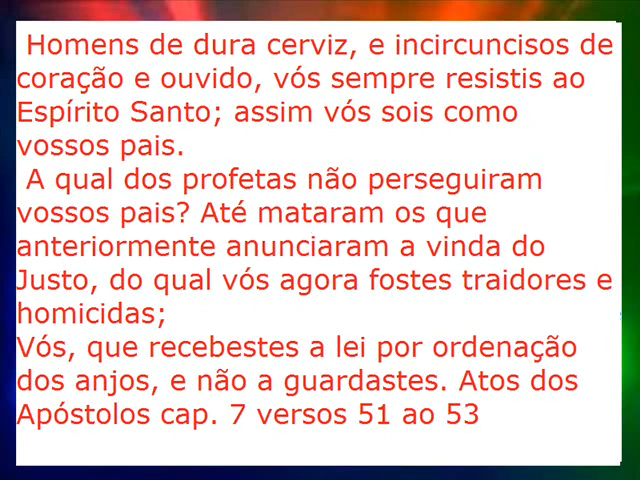 Homens de dura cerviz, e incircuncisos de
coração e ouvido, vós sempre resistis ao
Espírito Santo; assim vós sois como
vossos pais.
A qual dos profetas não perseguiram
vossos pais? Até mataram os que
anteriormente anunciaram a vinda do
Justo, do qual vós agora fostes traidores e
homicidas;
Vós, que recebestes a lei por ordenação
dos anjos, e não a guardastes. Atos dos
Apóstolos cap. 7 versos 51 ao 53